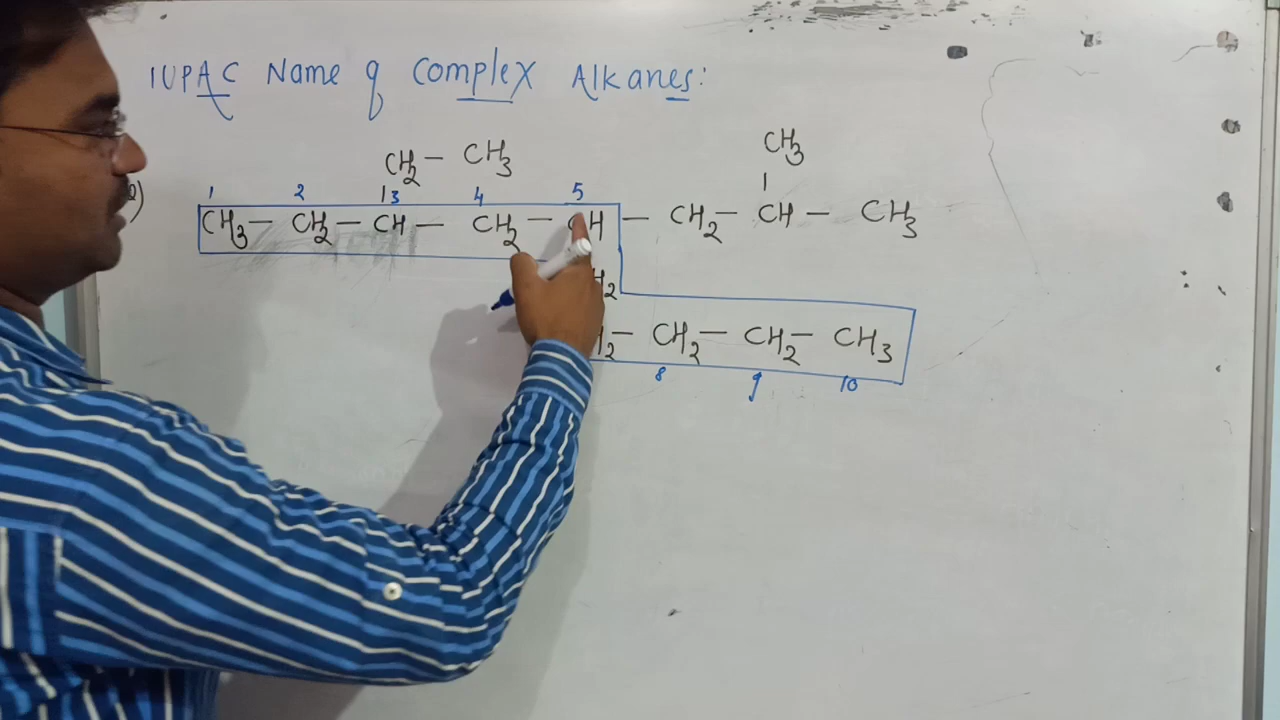 IUPAC Name of Complex Alkanes:
CH3
CH2 — CH3
1 2 3 4 5
CH3 — CH2 — CH — CH2 — CH — CH2 — CH — CH3
H2
H2 — CH2 — CH2 — CH3
8 9 10